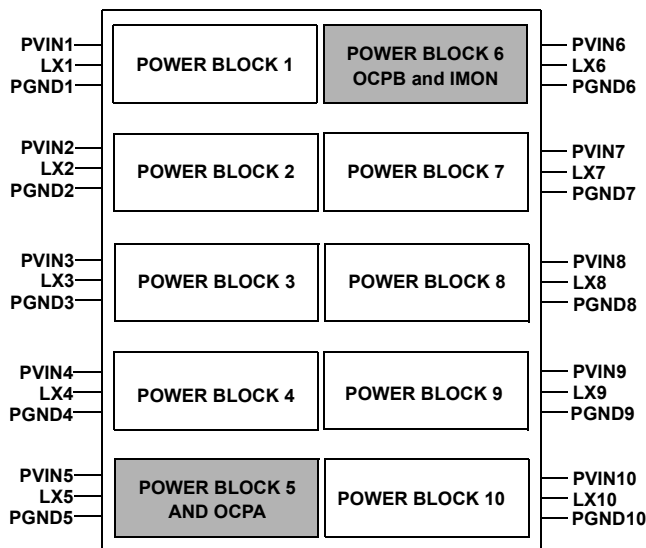 PVIN1
LX1
PGND1
POWER BLOCK 1
POWER BLOCK 6
OCPB and IMON
PVIN6
LX6
PGND6
PVIN2
LX2
PGND2
POWER BLOCK 2
POWER BLOCK 7
PVIN7
LX7
PGND7
PVIN3
LX3
PGND3
POWER BLOCK 3
POWER BLOCK 8
PVIN8
LX8
PGND8
PVIN4
LX4
PGND4
POWER BLOCK 4
POWER BLOCK 9
PVIN9
LX9
PGND9
PVIN5
LX5
PGND5
POWER BLOCK 5
AND OCPA
POWER BLOCK 10
PVIN10
LX10
PGND10